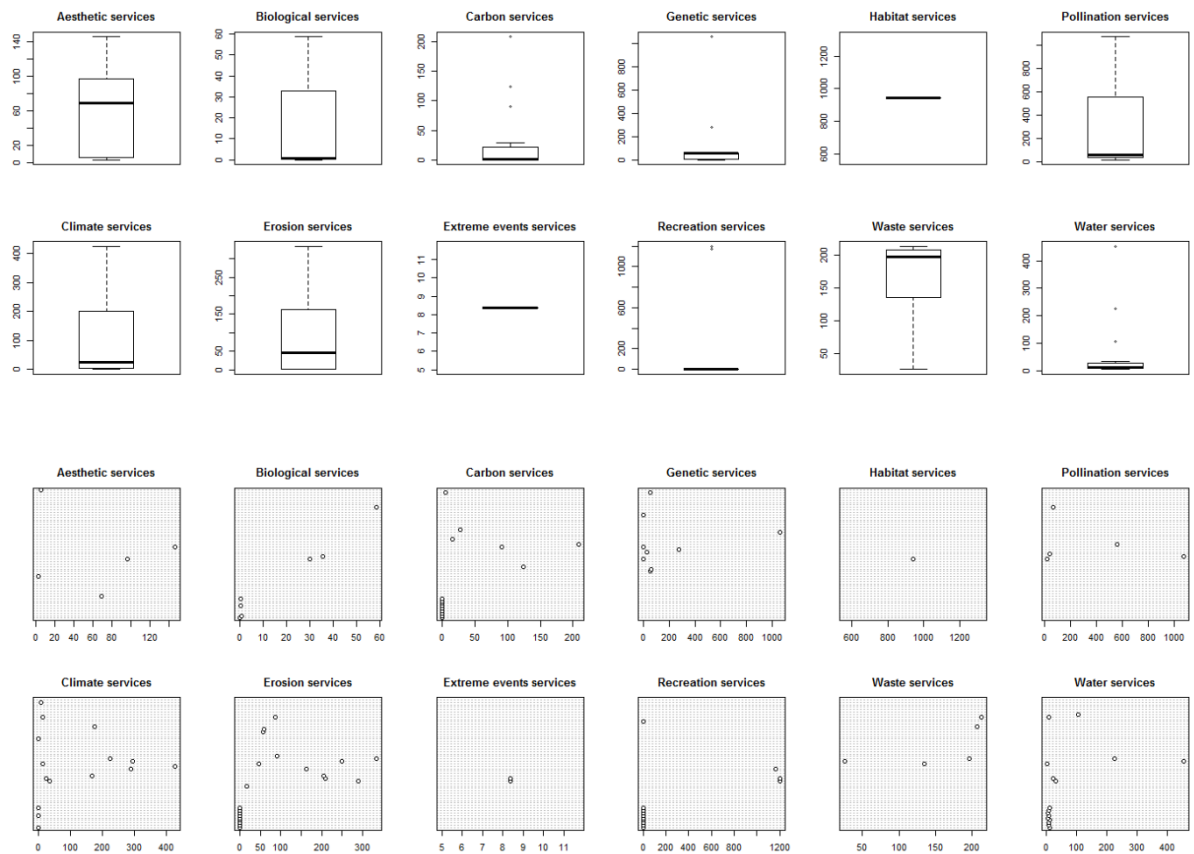 Aesthetic services Biological services Carbon services Genetic services Habitat services Pollination services
0 20 60 100 140
0 10 20 30 40 50 60
0 50 100 150 200
0 200 400 600 800
600 800 1000 1200
0 200 400 600 800
Climate services Erosion services Extreme events services Recreation services Waste services Water services
0 100 200 300 400
0 50 150 250
5 6 7 8 9 10 11
0 200 600 1000
50 100 150 200
0 100 200 300 400
Aesthetic services Biological services Carbon services Genetic services Habitat services Pollination services
0 20 40 60 80 120
0 10 20 30 40 50 60
0 50 100 150 200
0 200 400 600 800 1000
600 800 1000 1200
0 200 400 600 800 1000
Climate services Erosion services Extreme events services Recreation services Waste services Water services
0 100 200 300 400
0 50 100 200 300
5 6 7 8 9 10 11
0 200 400 600 800 1200
50 100 150 200
0 100 200 300 400